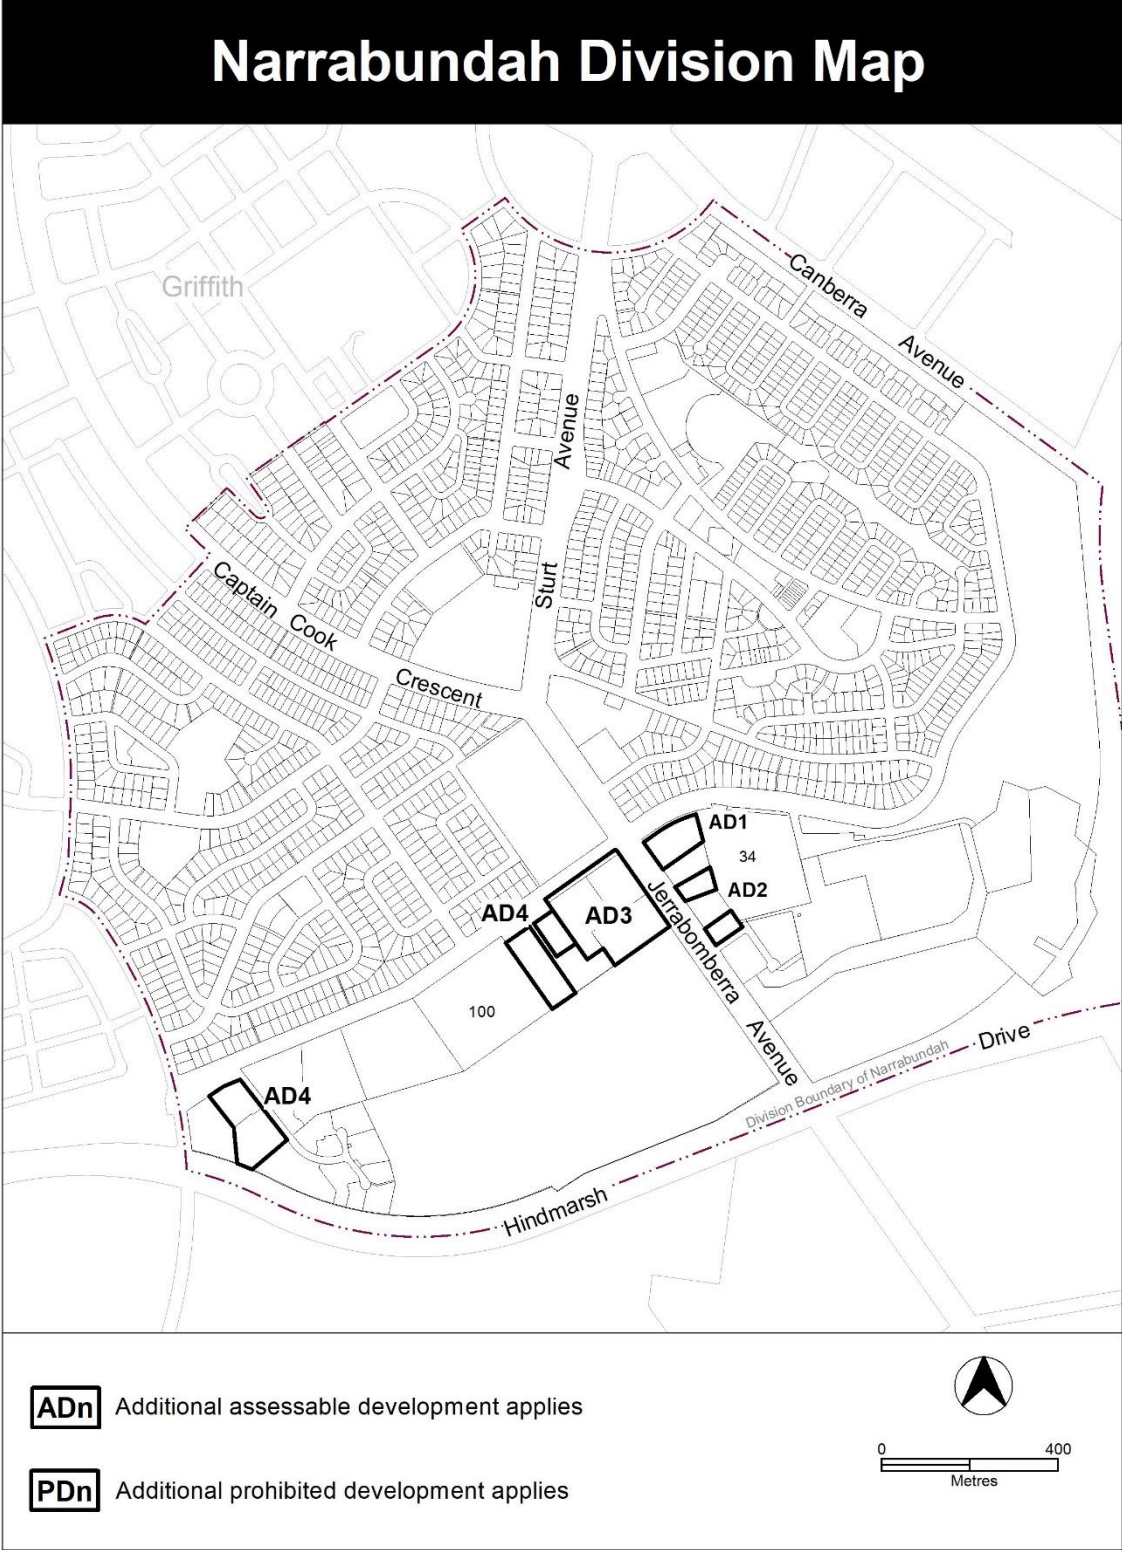 Narrabundah Division Map
Griffith
Canberra
Avenue
Avenue
Sturt
Captain
Cook
Crescent
AD1
34
AD2
AD4
AD3
Jerrabomberra
Avenue
100
AD4
Drive
Division Boundary of Narrabundah
Hindmarsh
ADn Additional assessable development applies
PDn Additional prohibited development applies
0 400
Metres